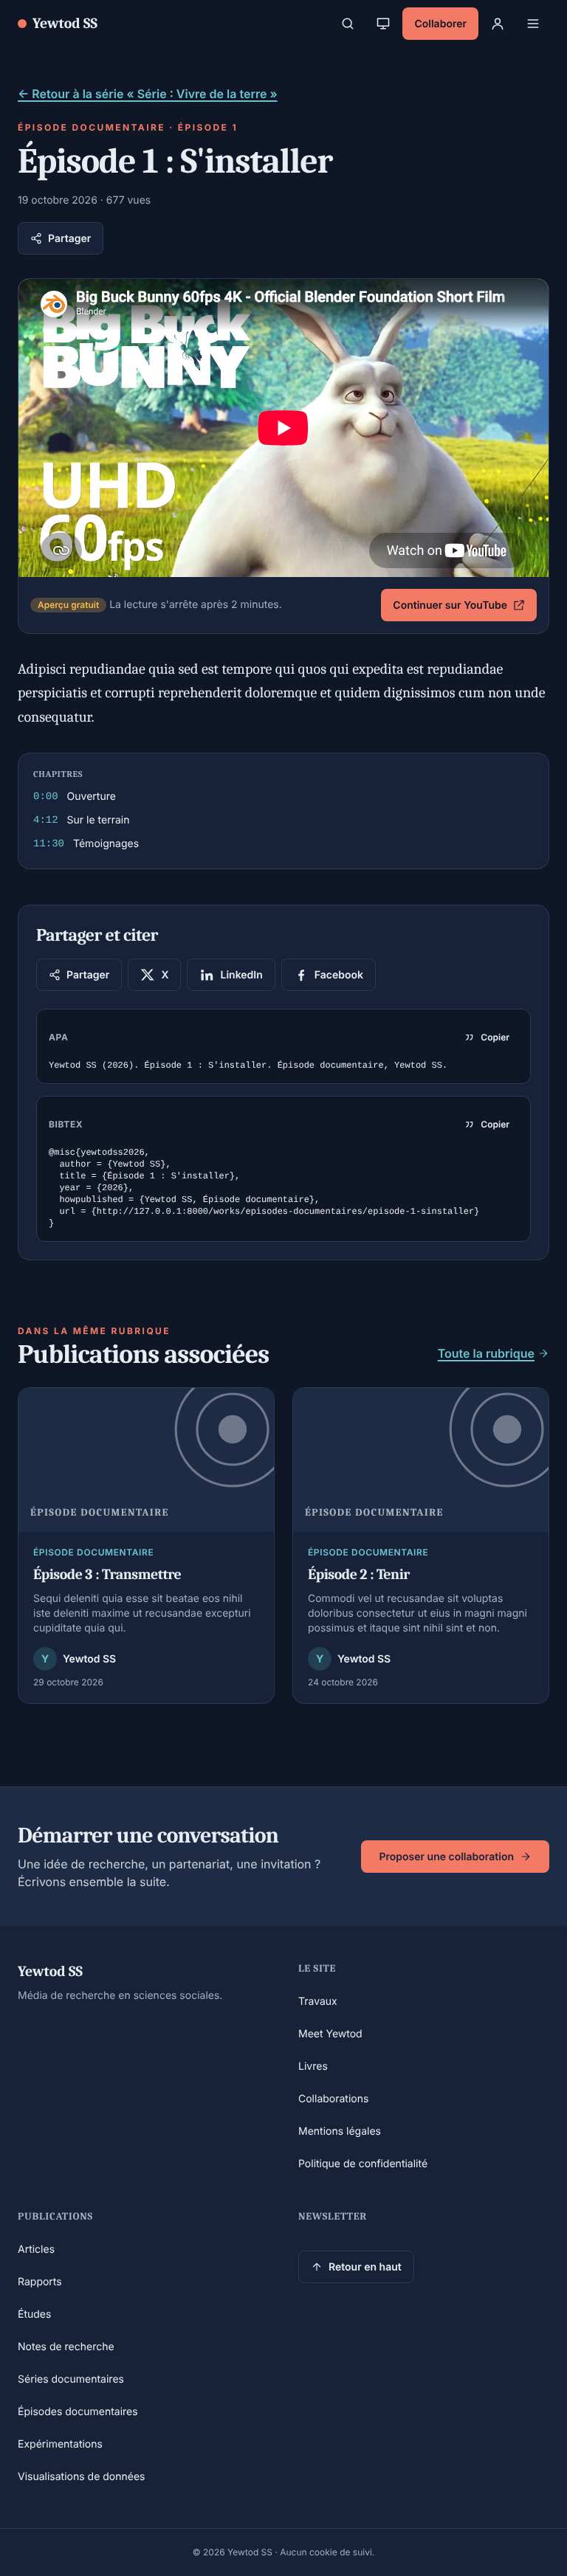 Yewtod SS
Collaborer
← Retour à la série « Série : Vivre de la terre »
ÉPISODE DOCUMENTAIRE · ÉPISODE 1
Épisode 1 : S'installer
19 octobre 2026 · 677 vues
Partager
Big Buck Bunny 60fps 4K - Official Blender Foundation Short Film
Blender
BIG BUCK
BUNNY
UHD
60fps
Watch on YouTube
Aperçu gratuit La lecture s'arrête après 2 minutes.
Continuer sur YouTube
Adipisci repudiandae quia sed est tempore qui quos qui expedita est repudiandae
perspiciatis et corrupti reprehenderit doloremque et quidem dignissimos cum non unde
consequatur.
CHAPITRES
0:00 Ouverture
4:12 Sur le terrain
11:30 Témoignages
Partager et citer
Partager
X
LinkedIn
Facebook
APA
Copier
Yewtod SS (2026). Épisode 1 : S'installer. Épisode documentaire, Yewtod SS.
BIBTEX
Copier
@misc{yewtodss2026,
  author = {Yewtod SS},
  title = {Épisode 1 : S'installer},
  year = {2026},
  howpublished = {Yewtod SS, Épisode documentaire},
  url = {http://127.0.0.1:8000/works/episodes-documentaires/episode-1-sinstaller}
}
DANS LA MÊME RUBRIQUE
Publications associées
Toute la rubrique →
ÉPISODE DOCUMENTAIRE
ÉPISODE DOCUMENTAIRE
Épisode 3 : Transmettre
Sequi deleniti quia esse sit beatae eos nihil
iste deleniti maxime ut recusandae excepturi
cupiditate quia qui.
Y
Yewtod SS
29 octobre 2026
ÉPISODE DOCUMENTAIRE
ÉPISODE DOCUMENTAIRE
Épisode 2 : Tenir
Commodi vel ut recusandae sit voluptas
doloribus consectetur ut eius in magni magni
possimus et itaque sint nihil sint et non.
Y
Yewtod SS
24 octobre 2026
Démarrer une conversation
Une idée de recherche, un partenariat, une invitation ?
Écrivons ensemble la suite.
Proposer une collaboration →
Yewtod SS
Média de recherche en sciences sociales.
LE SITE
Travaux
Meet Yewtod
Livres
Collaborations
Mentions légales
Politique de confidentialité
PUBLICATIONS
Articles
Rapports
Études
Notes de recherche
Séries documentaires
Épisodes documentaires
Expérimentations
Visualisations de données
NEWSLETTER
↑ Retour en haut
© 2026 Yewtod SS · Aucun cookie de suivi.